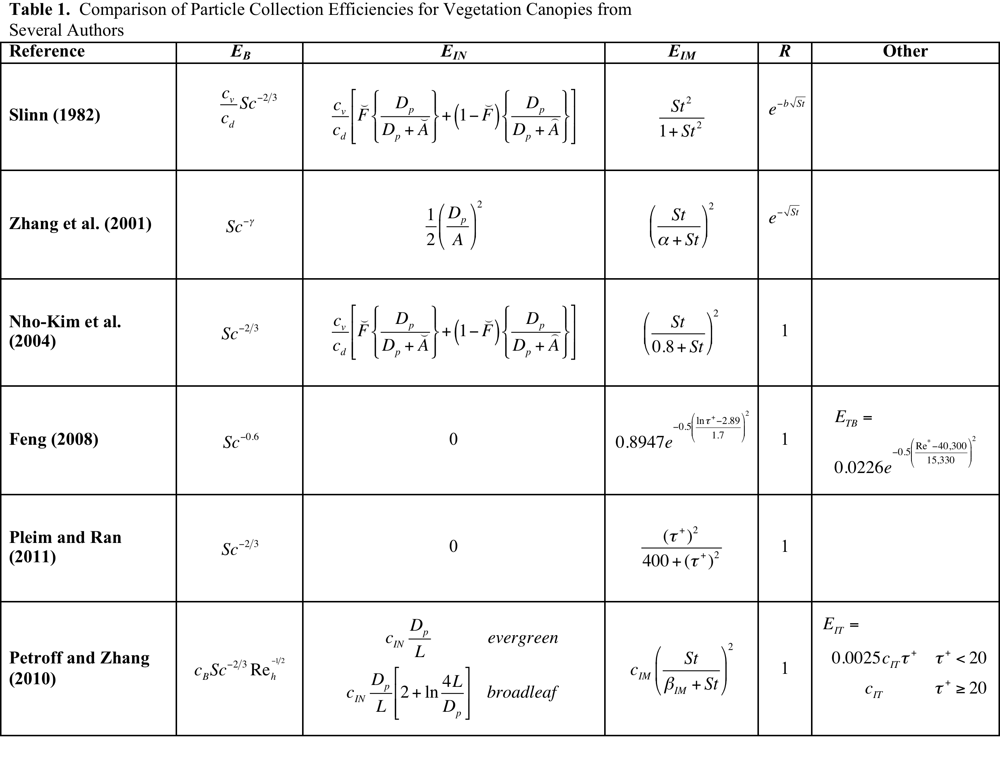 Table 1. Comparison of Particle Collection Efficiencies for Vegetation Canopies from
Several Authors
Reference E_B E_IN E_IM R Other
Slinn (1982) c_v/c_d Sc^{-2/3} c_v/c_d [F̆ {D_p/(D_p + Ă)} + (1 − F̆) {D_p/(D_p + Â)}] St^2/(1 + St^2) e^{-b√St}
Zhang et al. (2001) Sc^{-γ} 1/2 (D_p/A)^2 (St/(α + St))^2 e^{-√St}
Nho-Kim et al.
(2004) Sc^{-2/3} c_v/c_d [F̆ {D_p/(D_p + Ă)} + (1 − F̆) {D_p/(D_p + Â)}] (St/(0.8 + St))^2 1
Feng (2008) Sc^{-0.6} 0 0.8947e^{-0.5((ln τ^+ − 2.89)/1.7)^2} 1 E_TB =
0.0226e^{-0.5((Re^* − 40,300)/15,330)^2}
Pleim and Ran
(2011) Sc^{-2/3} 0 (τ^+)^2/(400 + (τ^+)^2) 1
Petroff and Zhang
(2010) c_B Sc^{-2/3} Re_h^{-1/2} c_IN D_p/L evergreen
c_IN D_p/L [2 + ln 4L/D_p] broadleaf
c_IM (St/(β_IM + St))^2 1 E_IT =
0.0025c_IT τ^+ τ^+ < 20
c_IT τ^+ ≥ 20